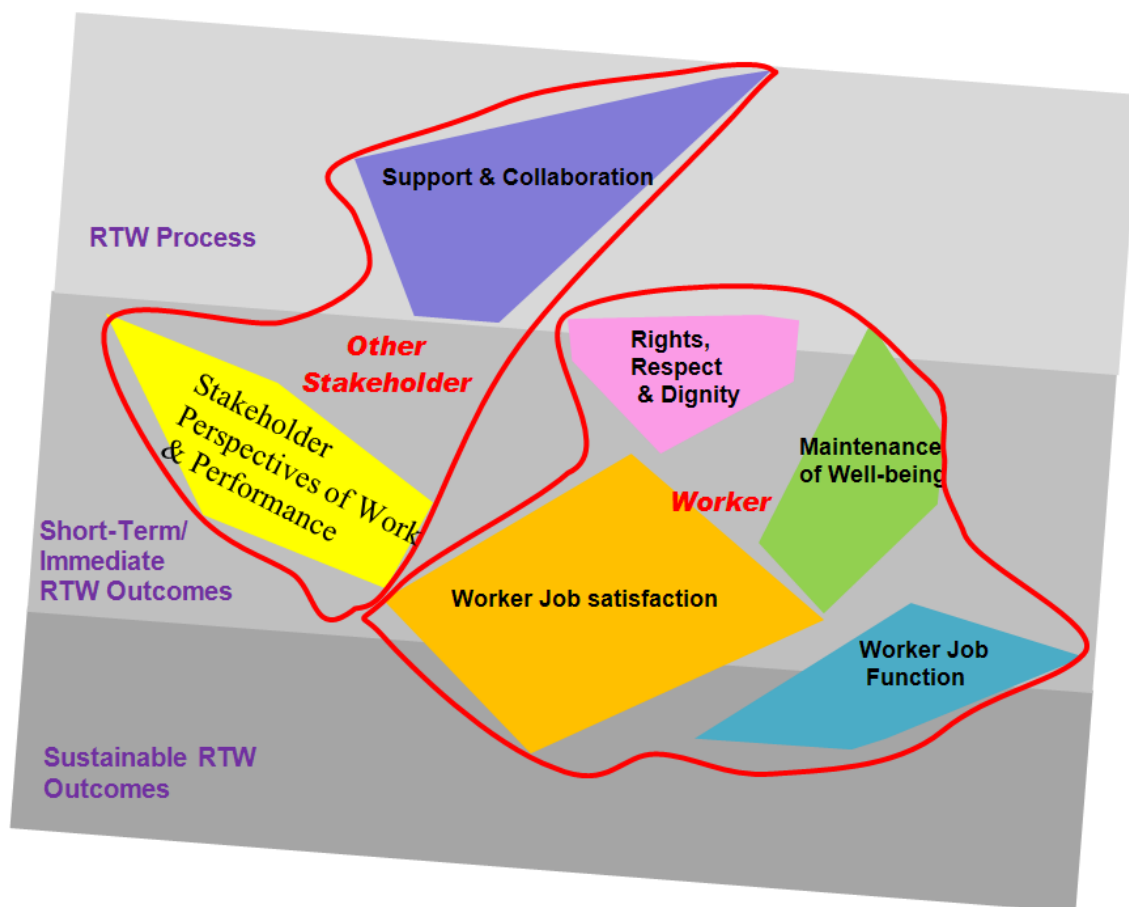 Support & Collaboration
RTW Process
Other
Stakeholder
Rights,
Respect
& Dignity
Stakeholder
Perspectives of Work
& Performance
Maintenance
of Well-being
Worker
Short-Term/
Immediate
RTW Outcomes
Worker Job satisfaction
Worker Job
Function
Sustainable RTW
Outcomes